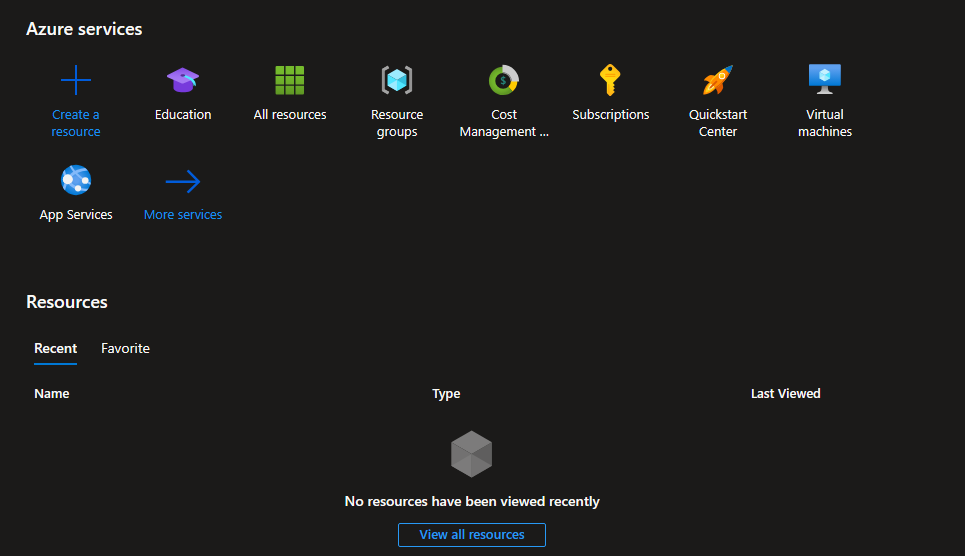 Azure services
Create a
resource
Education
All resources
Resource
groups
Cost
Management ...
Subscriptions
Quickstart
Center
Virtual
machines
App Services
More services
Resources
Recent
Favorite
Name
Type
Last Viewed
No resources have been viewed recently
View all resources